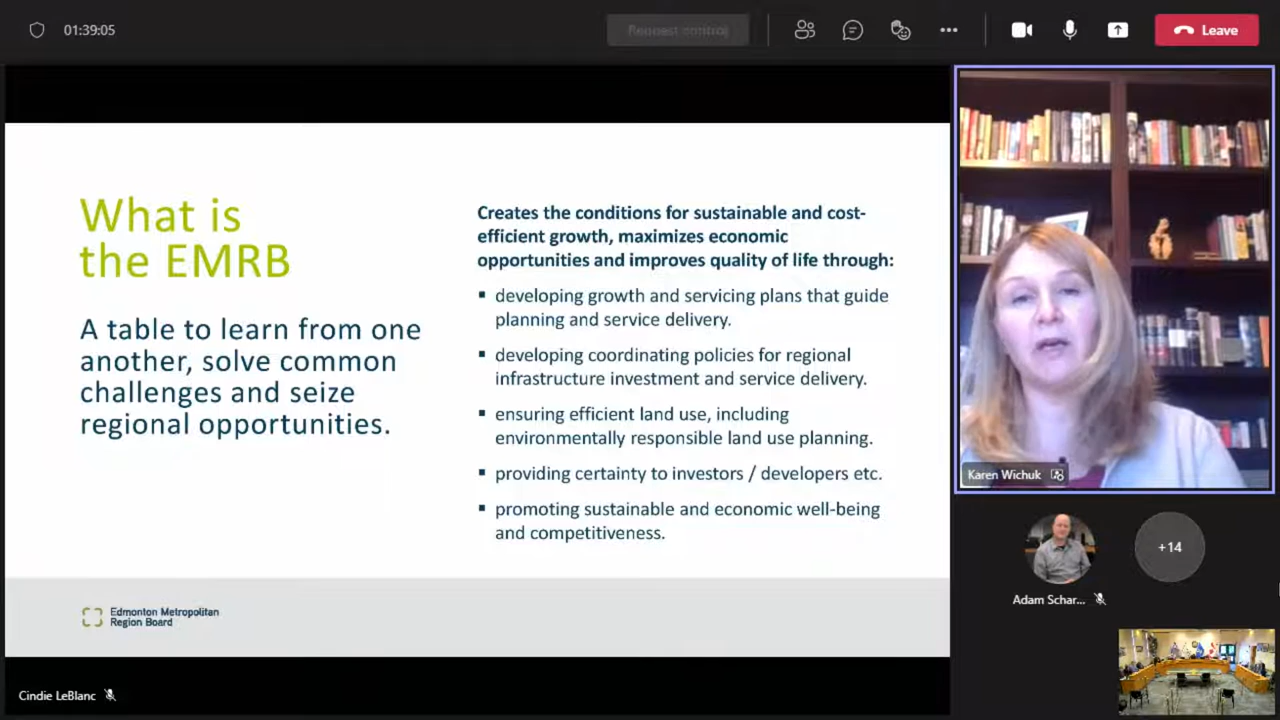 01:39:05
Request control
Leave
What is
the EMRB
A table to learn from one
another, solve common
challenges and seize
regional opportunities.
Creates the conditions for sustainable and cost-
efficient growth, maximizes economic
opportunities and improves quality of life through:
▪ developing growth and servicing plans that guide
planning and service delivery.
▪ developing coordinating policies for regional
infrastructure investment and service delivery.
▪ ensuring efficient land use, including
environmentally responsible land use planning.
▪ providing certainty to investors / developers etc.
▪ promoting sustainable and economic well-being
and competitiveness.
Edmonton Metropolitan
Region Board
Cindie LeBlanc
Karen Wichuk
+14
Adam Schar...